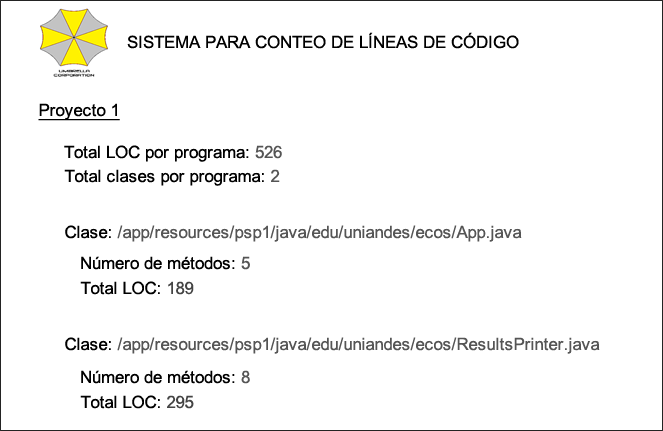 SISTEMA PARA CONTEO DE LÍNEAS DE CÓDIGO
UMBRELLA
CORPORATION
Proyecto 1
Total LOC por programa: 526
Total clases por programa: 2
Clase: /app/resources/psp1/java/edu/uniandes/ecos/App.java
Número de métodos: 5
Total LOC: 189
Clase: /app/resources/psp1/java/edu/uniandes/ecos/ResultsPrinter.java
Número de métodos: 8
Total LOC: 295